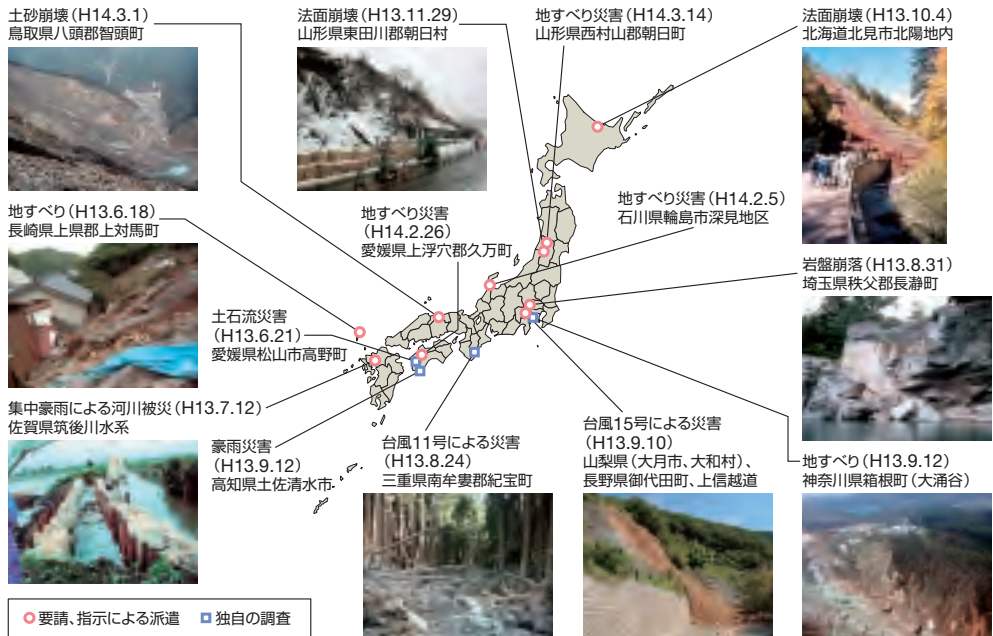 土砂崩壊（H14.3.1）
鳥取県八頭郡智頭町
法面崩壊（H13.11.29）
山形県東田川郡朝日村
地すべり災害（H14.3.14）
山形県西村山郡朝日町
法面崩壊（H13.10.4）
北海道北見市北陽地内
地すべり（H13.6.18）
長崎県上県郡上対馬町
地すべり災害
（H14.2.26）
愛媛県上浮穴郡久万町
地すべり災害（H14.2.5）
石川県輪島市深見地区
岩盤崩落（H13.8.31）
埼玉県秩父郡長瀞町
土石流災害
（H13.6.21）
愛媛県松山市高野町
集中豪雨による河川被災（H13.7.12）
佐賀県筑後川水系
豪雨災害
（H13.9.12）
高知県土佐清水市
台風11号による災害
（H13.8.24）
三重県南牟婁郡紀宝町
台風15号による災害
（H13.9.10）
山梨県（大月市、大和村）、
長野県御代田町、上信越道
地すべり（H13.9.12）
神奈川県箱根町（大涌谷）
要請、指示による派遣
独自の調査